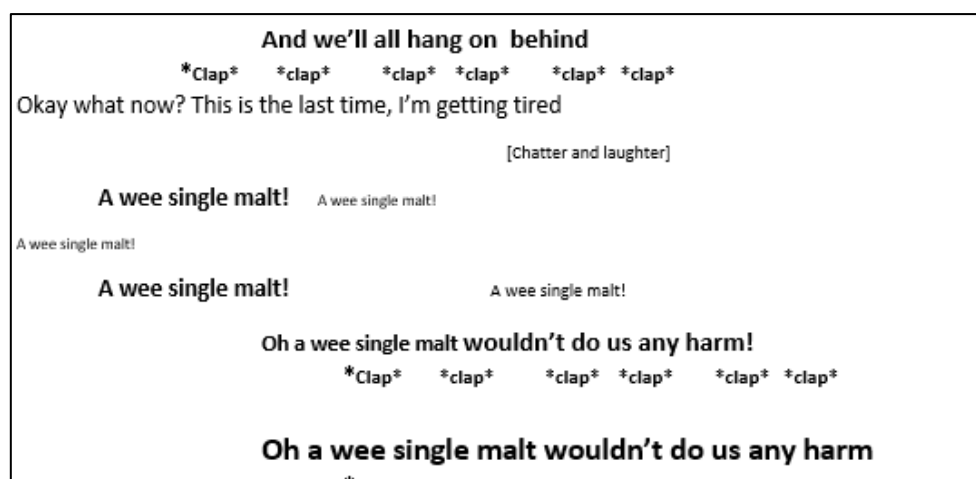 And we'll all hang on behind
*Clap* *clap* *clap* *clap* *clap* *clap*
Okay what now? This is the last time, I'm getting tired
[Chatter and laughter]
A wee single malt! A wee single malt!
A wee single malt!
A wee single malt! A wee single malt!
Oh a wee single malt wouldn't do us any harm!
*Clap* *clap* *clap* *clap* *clap* *clap*
Oh a wee single malt wouldn't do us any harm
*